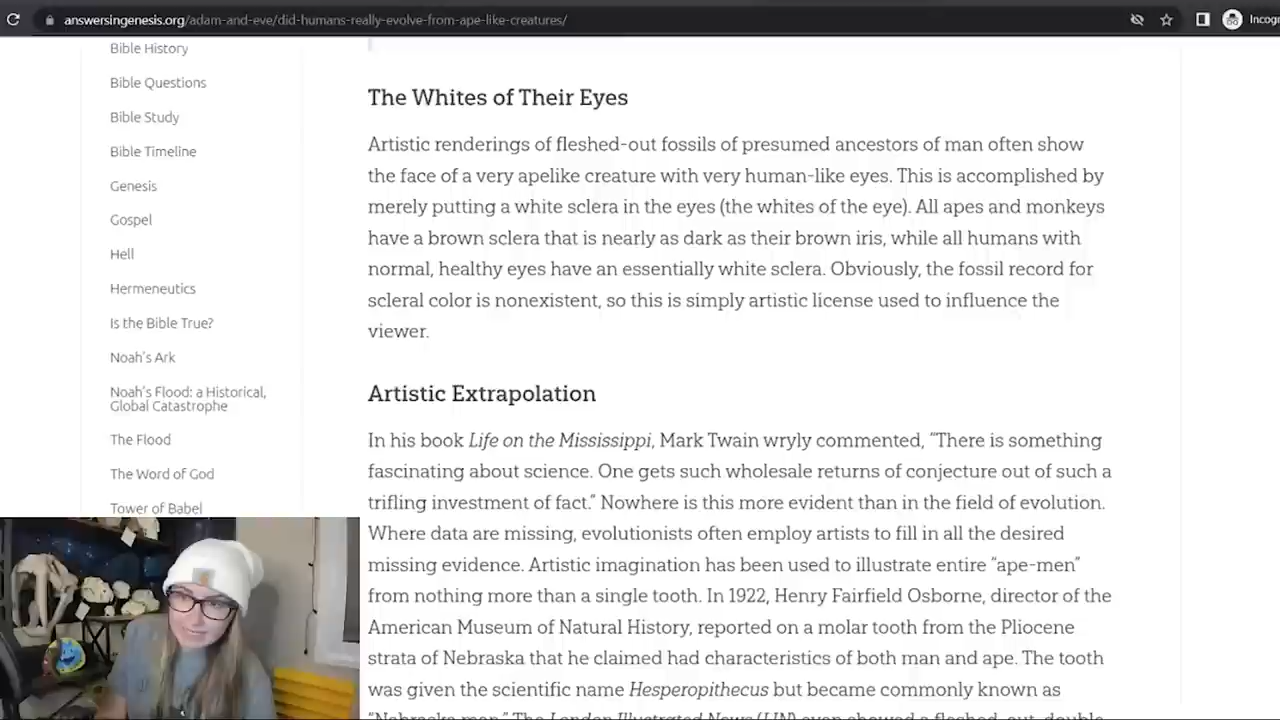 answersingenesis.org/adam-and-eve/did-humans-really-evolve-from-ape-like-creatures/
Incog
Bible History
Bible Questions
Bible Study
Bible Timeline
Genesis
Gospel
Hell
Hermeneutics
Is the Bible True?
Noah's Ark
Noah's Flood: a Historical,
Global Catastrophe
The Flood
The Word of God
Tower of Babel
The Whites of Their Eyes
Artistic renderings of fleshed-out fossils of presumed ancestors of man often show
the face of a very apelike creature with very human-like eyes. This is accomplished by
merely putting a white sclera in the eyes (the whites of the eye). All apes and monkeys
have a brown sclera that is nearly as dark as their brown iris, while all humans with
normal, healthy eyes have an essentially white sclera. Obviously, the fossil record for
scleral color is nonexistent, so this is simply artistic license used to influence the
viewer.
Artistic Extrapolation
In his book Life on the Mississippi, Mark Twain wryly commented, "There is something
fascinating about science. One gets such wholesale returns of conjecture out of such a
trifling investment of fact." Nowhere is this more evident than in the field of evolution.
Where data are missing, evolutionists often employ artists to fill in all the desired
missing evidence. Artistic imagination has been used to illustrate entire "ape-men"
from nothing more than a single tooth. In 1922, Henry Fairfield Osborne, director of the
American Museum of Natural History, reported on a molar tooth from the Pliocene
strata of Nebraska that he claimed had characteristics of both man and ape. The tooth
was given the scientific name Hesperopithecus but became commonly known as
"Nebraska man." The London Illustrated News (LIN) even showed a fleshed-out, double